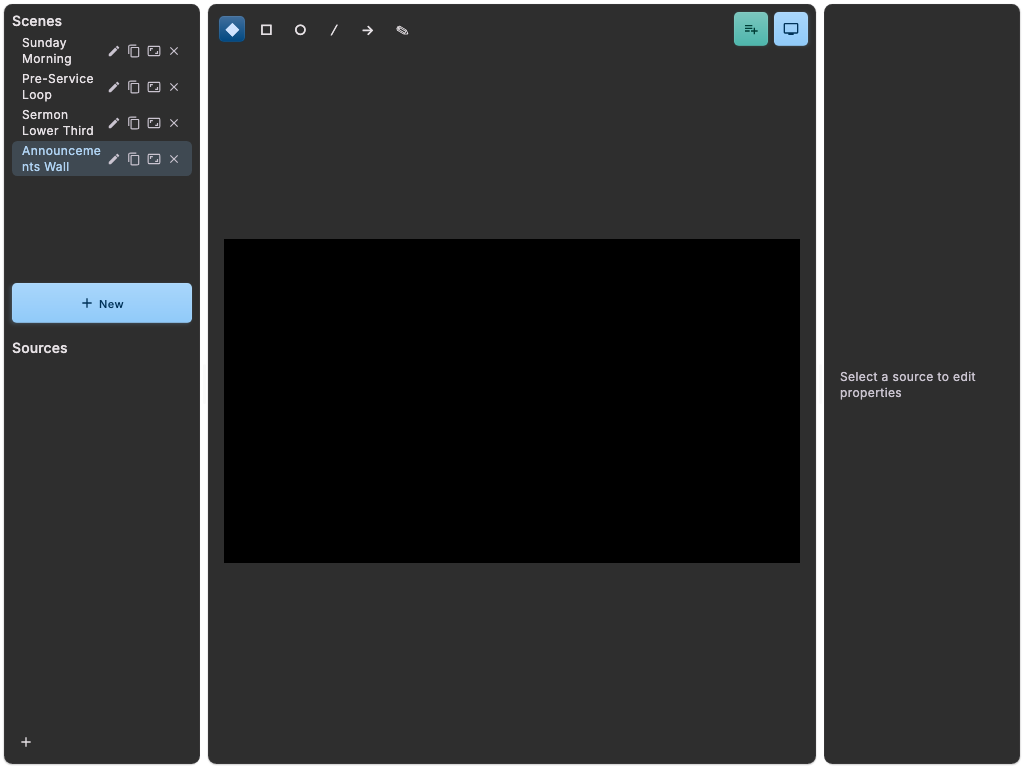 Scenes
Sunday
Morning
Pre-Service
Loop
Sermon
Lower Third
Announceme
nts Wall
New
Sources
Select a source to edit
properties